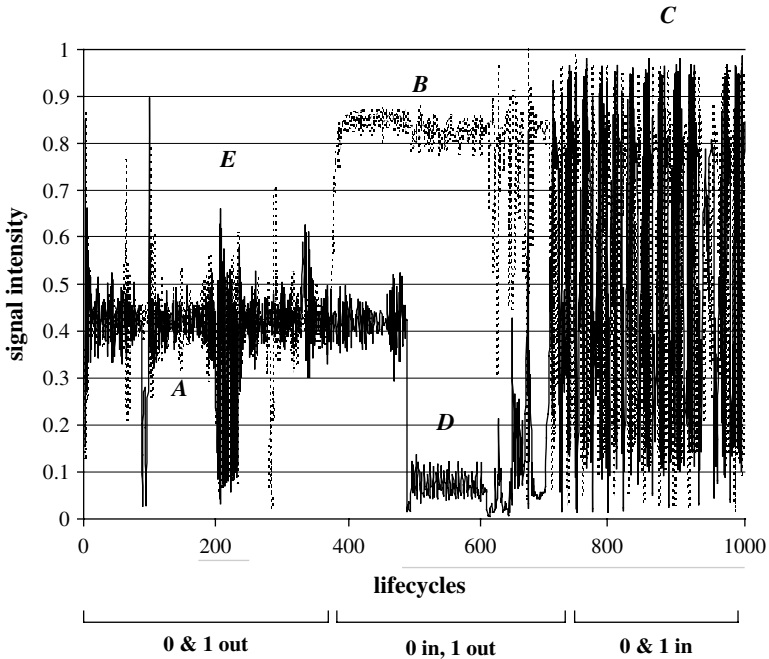 C
1
0.9
B
0.8
E
0.7
0.6
signal intensity
0.5
0.4
A
0.3
D
0.2
0.1
0
0 200 400 600 800 1000
lifecycles
0 & 1 out 0 in, 1 out 0 & 1 in